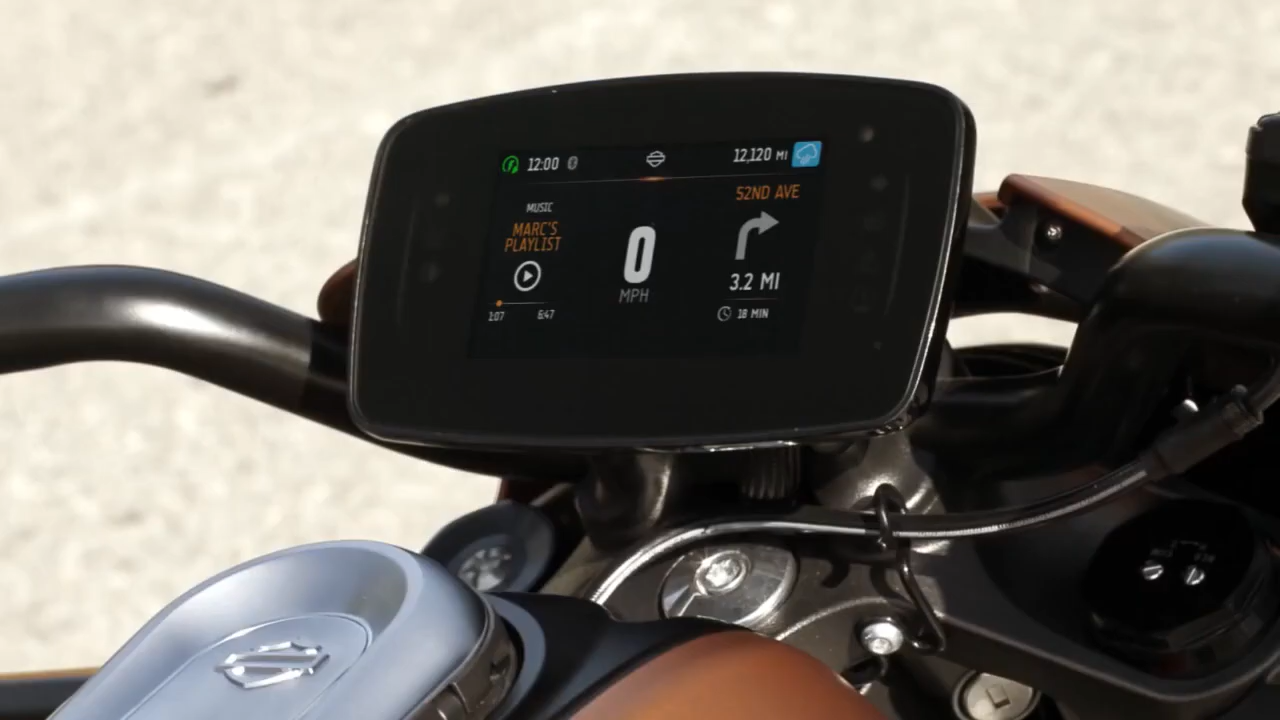 12:00
12,120 MI
52ND AVE
MUSIC
MARC'S
PLAYLIST
0
MPH
3.2 MI
1:07
6:47
18 MIN